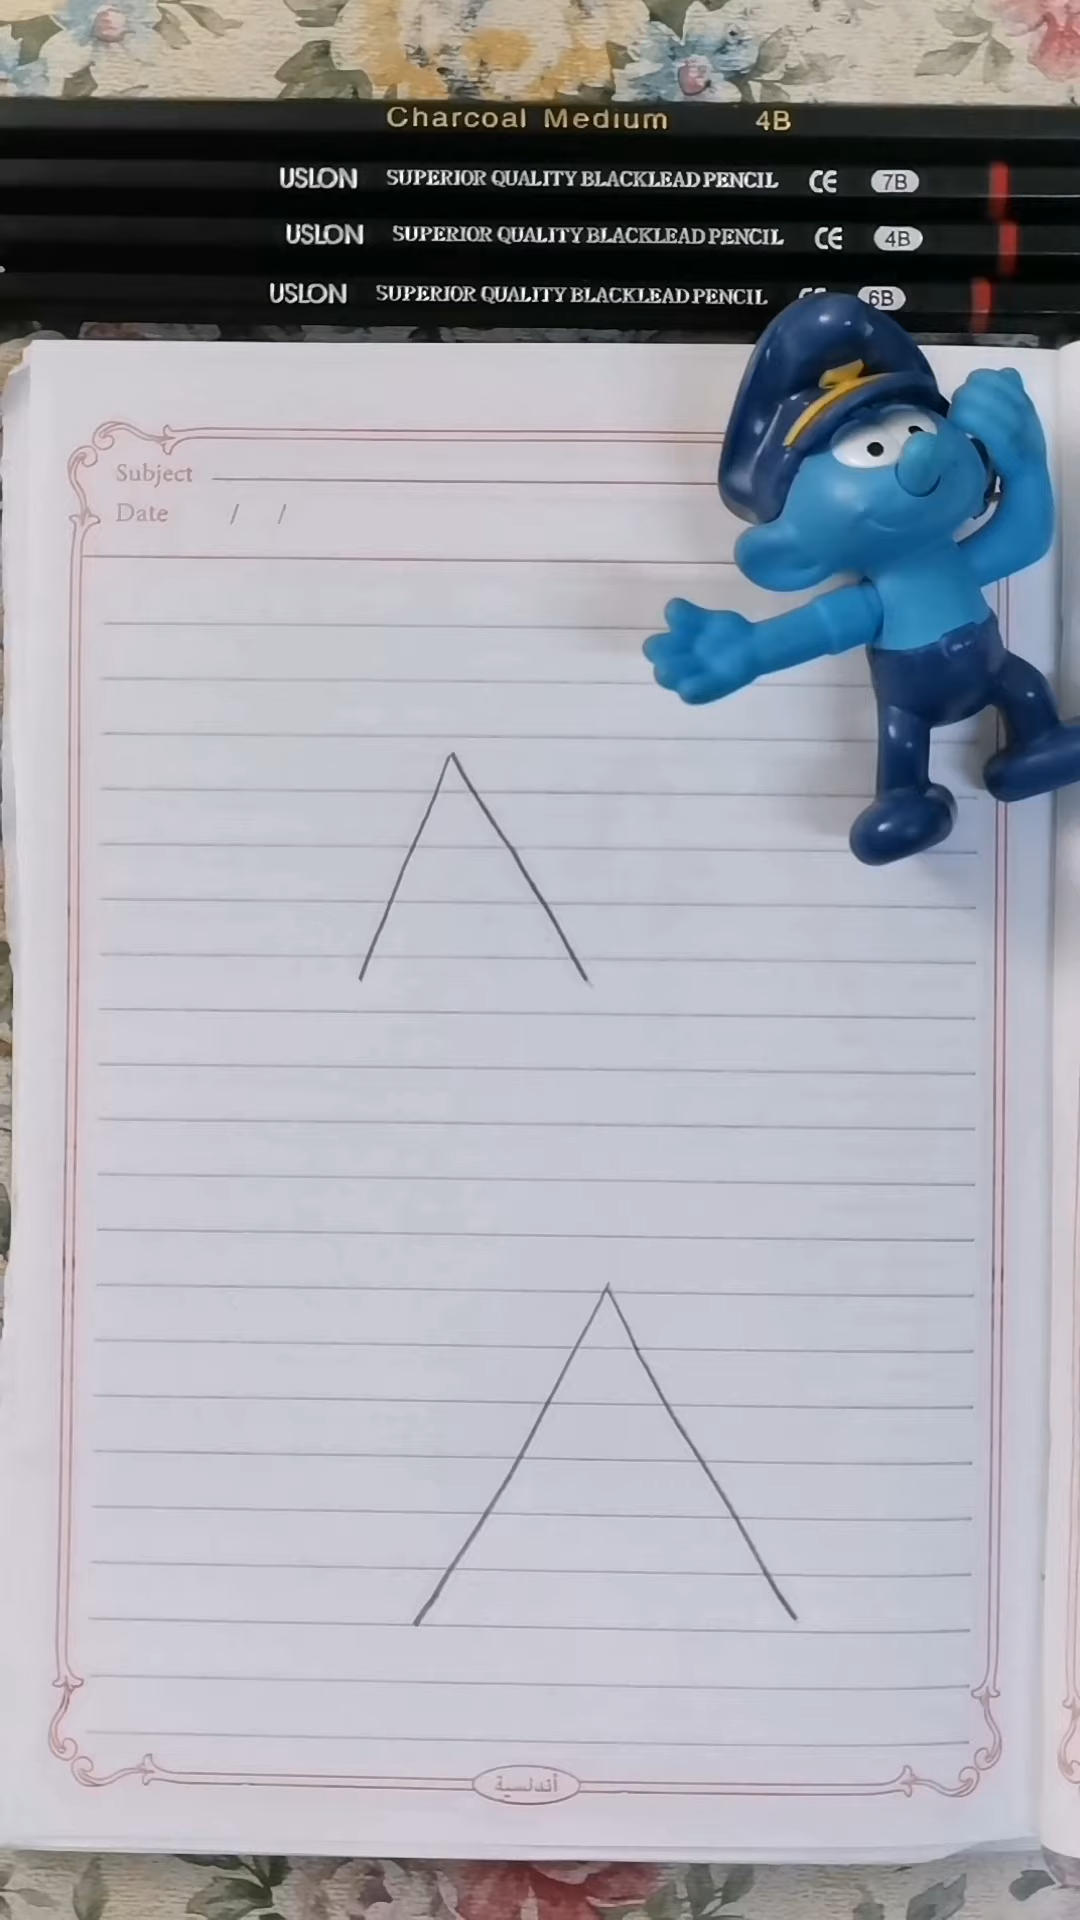 Charcoal Medium 4B
USLON SUPERIOR QUALITY BLACKLEAD PENCIL CE 7B
USLON SUPERIOR QUALITY BLACKLEAD PENCIL CE 4B
USLON SUPERIOR QUALITY BLACKLEAD PENCIL CE 6B
Subject
Date / /
أندلسية